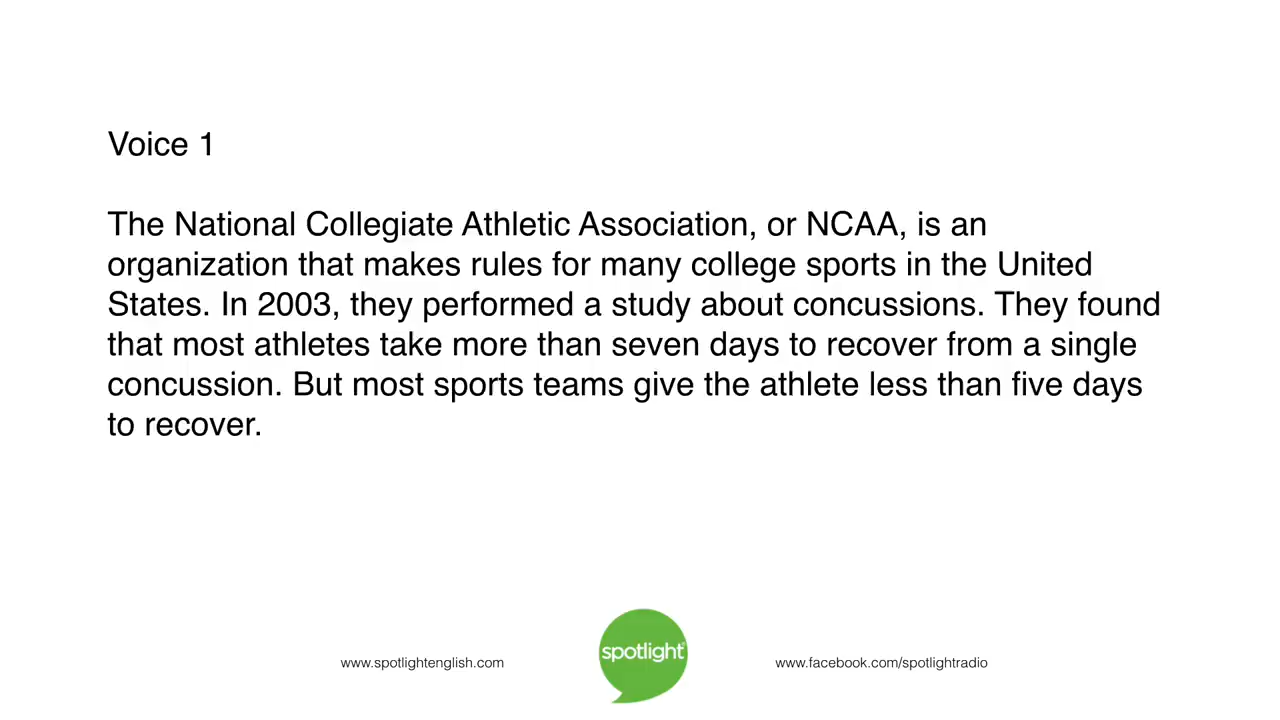 Voice 1
The National Collegiate Athletic Association, or NCAA, is an
organization that makes rules for many college sports in the United
States. In 2003, they performed a study about concussions. They found
that most athletes take more than seven days to recover from a single
concussion. But most sports teams give the athlete less than five days
to recover.
www.spotlightenglish.com
spotlight
www.facebook.com/spotlightradio